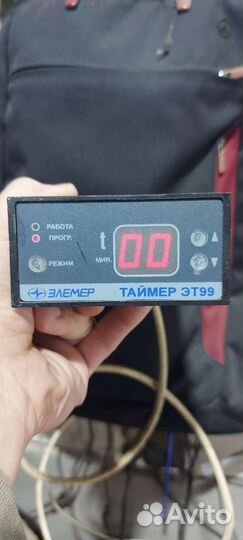 РАБОТА
ПРОГР.
РЕЖИМ
t
МИН.
00
ЭЛЕМЕР
ТАЙМЕР ЭТ99
Avito